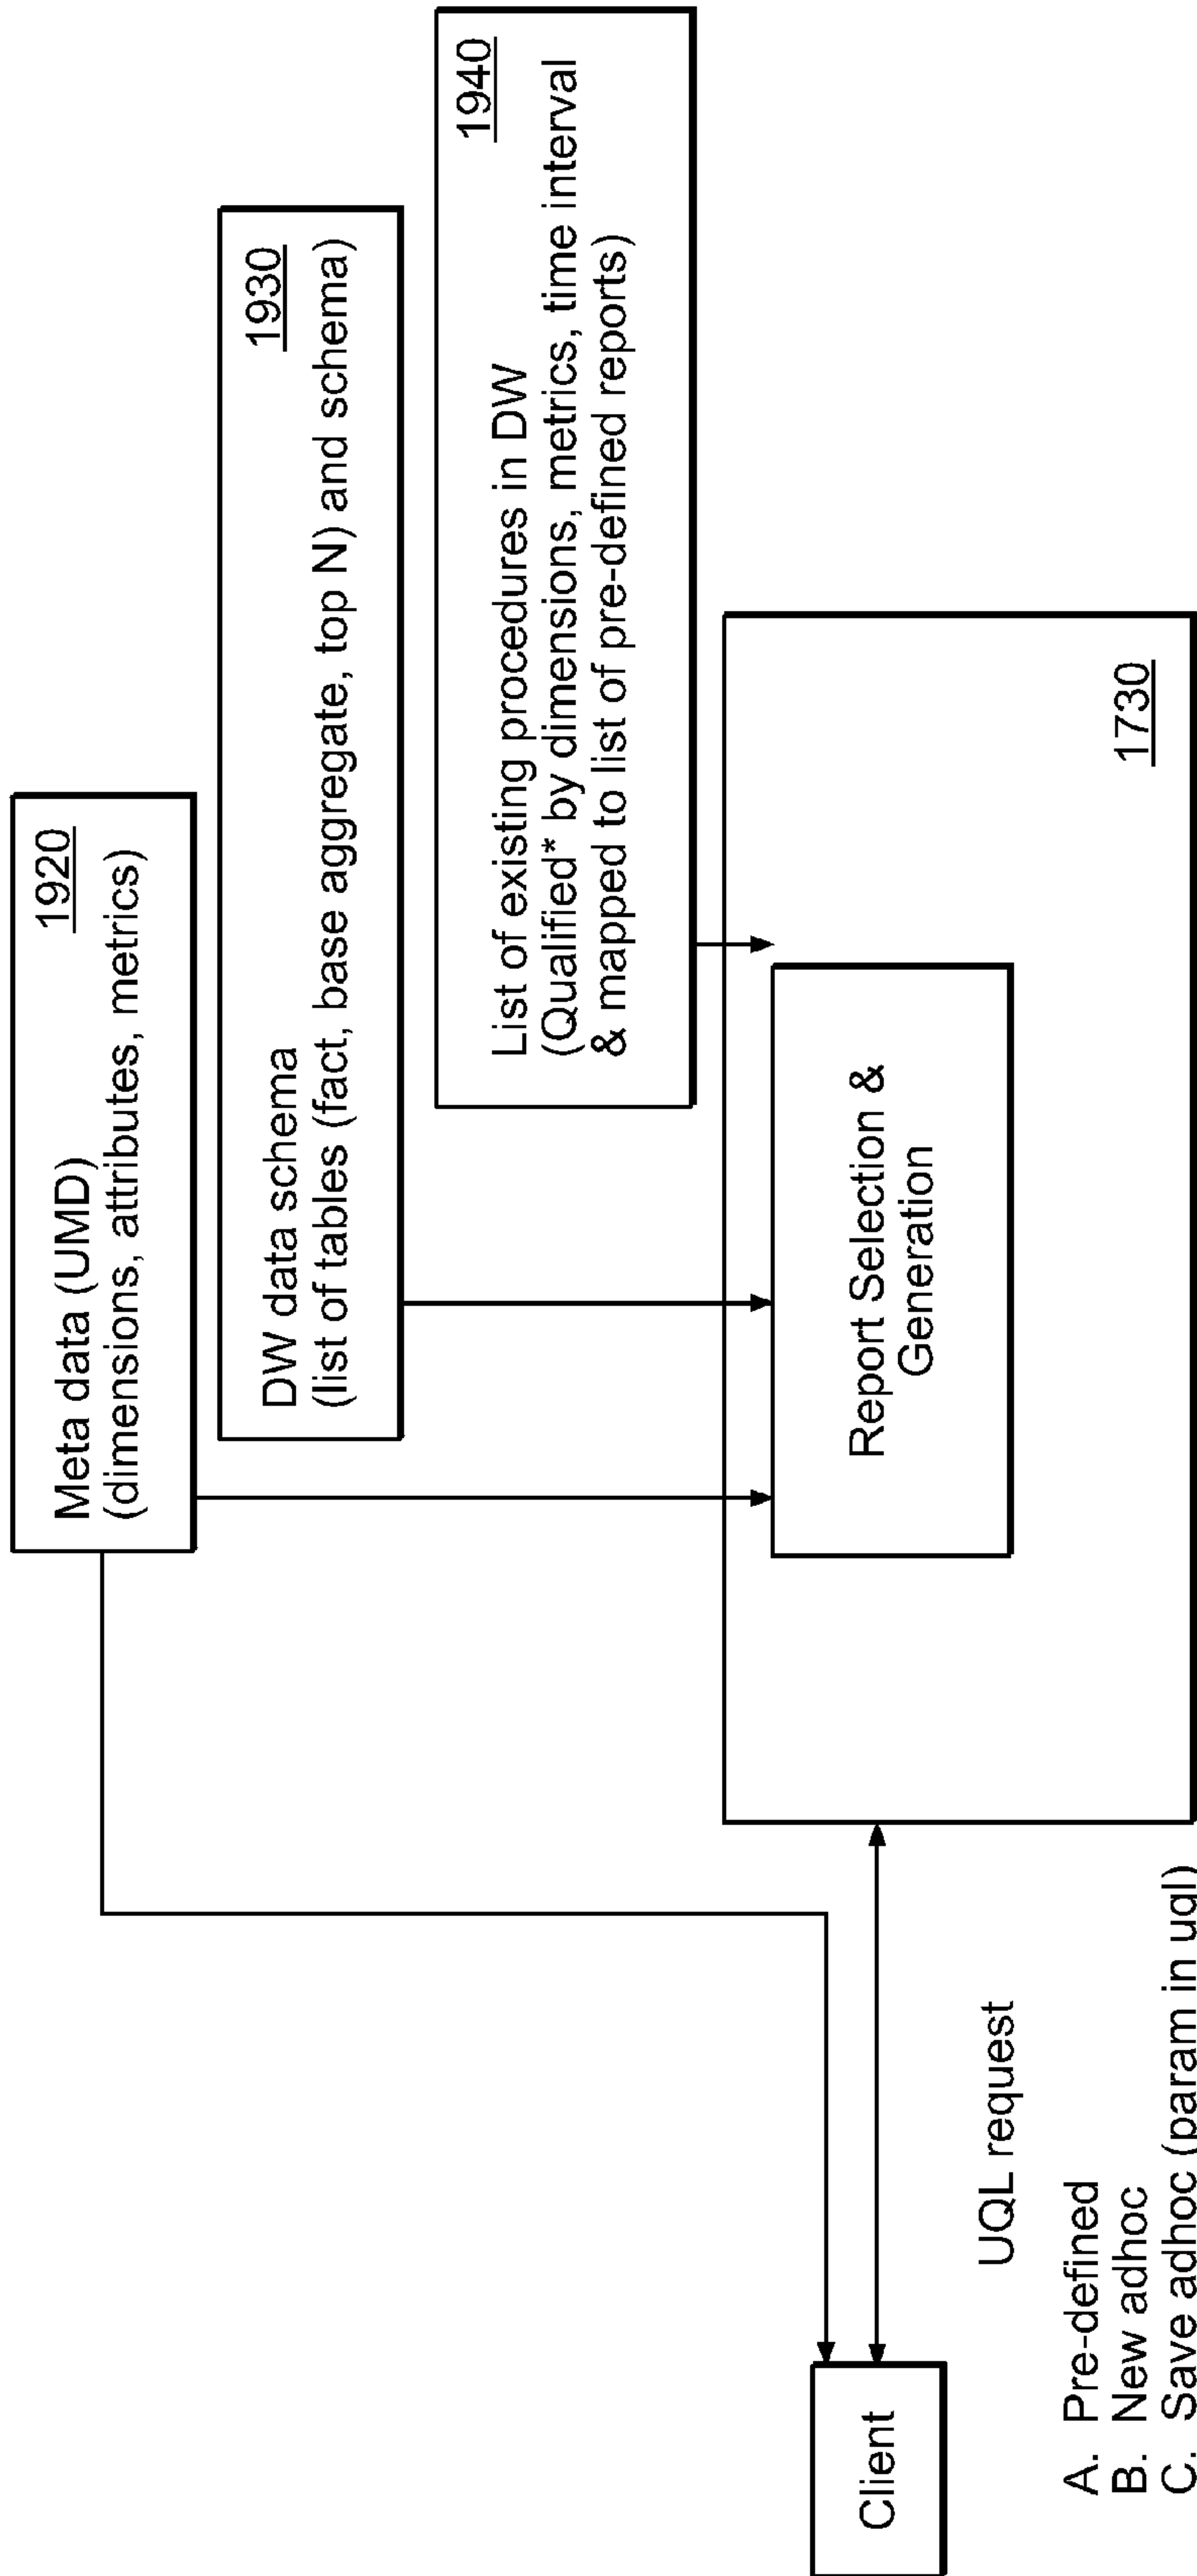 1920
Meta data (UMD)
(dimensions, attributes, metrics)
1930
DW data schema
(list of tables (fact, base aggregate, top N) and schema)
1940
List of existing procedures in DW
(Qualified* by dimensions, metrics, time interval
& mapped to list of pre-defined reports)
Report Selection &
Generation
1730
Client
UQL request
A. Pre-defined
B. New adhoc
C. Save adhoc (param in uql)